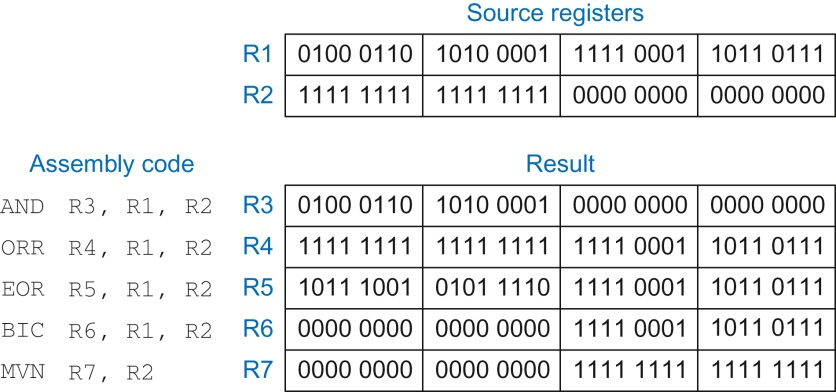 Source registers
R1 0100 0110 1010 0001 1111 0001 1011 0111
R2 1111 1111 1111 1111 0000 0000 0000 0000
Assembly code Result
AND R3, R1, R2 R3 0100 0110 1010 0001 0000 0000 0000 0000
ORR R4, R1, R2 R4 1111 1111 1111 1111 1111 0001 1011 0111
EOR R5, R1, R2 R5 1011 1001 0101 1110 1111 0001 1011 0111
BIC R6, R1, R2 R6 0000 0000 0000 0000 1111 0001 1011 0111
MVN R7, R2 R7 0000 0000 0000 0000 1111 1111 1111 1111